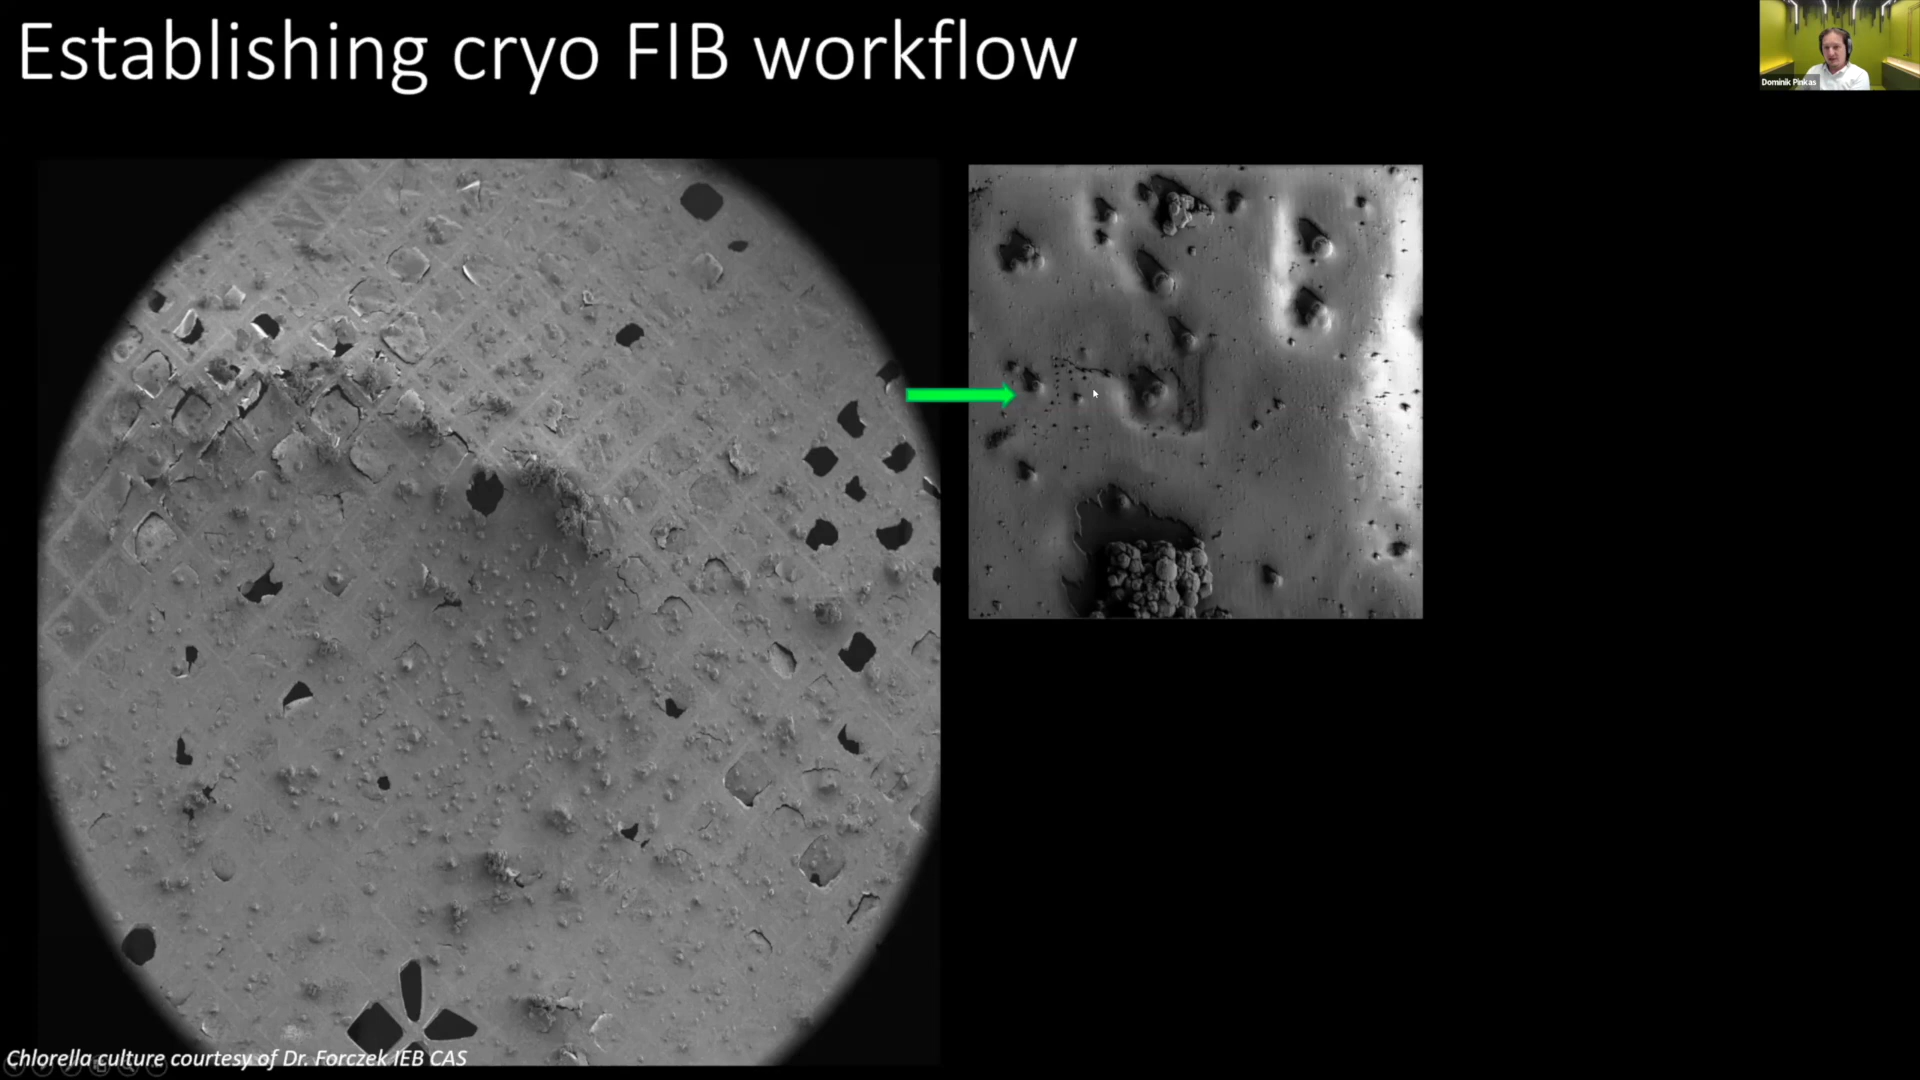 Establishing cryo FIB workflow
Dominik Pinkas
Chlorella culture courtesy of Dr. Forczek IEB CAS